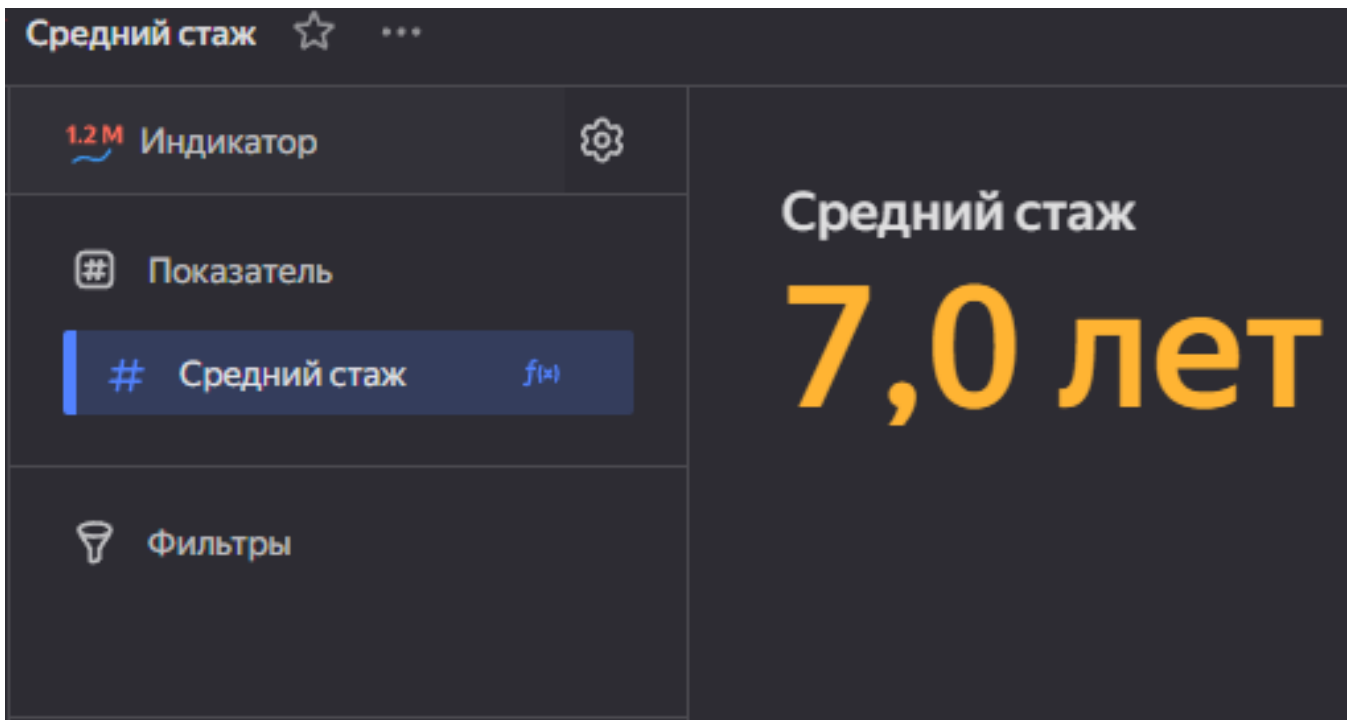 Средний стаж
1.2 M Индикатор
Показатель
# Средний стаж f(x)
Фильтры
Средний стаж
7,0 лет